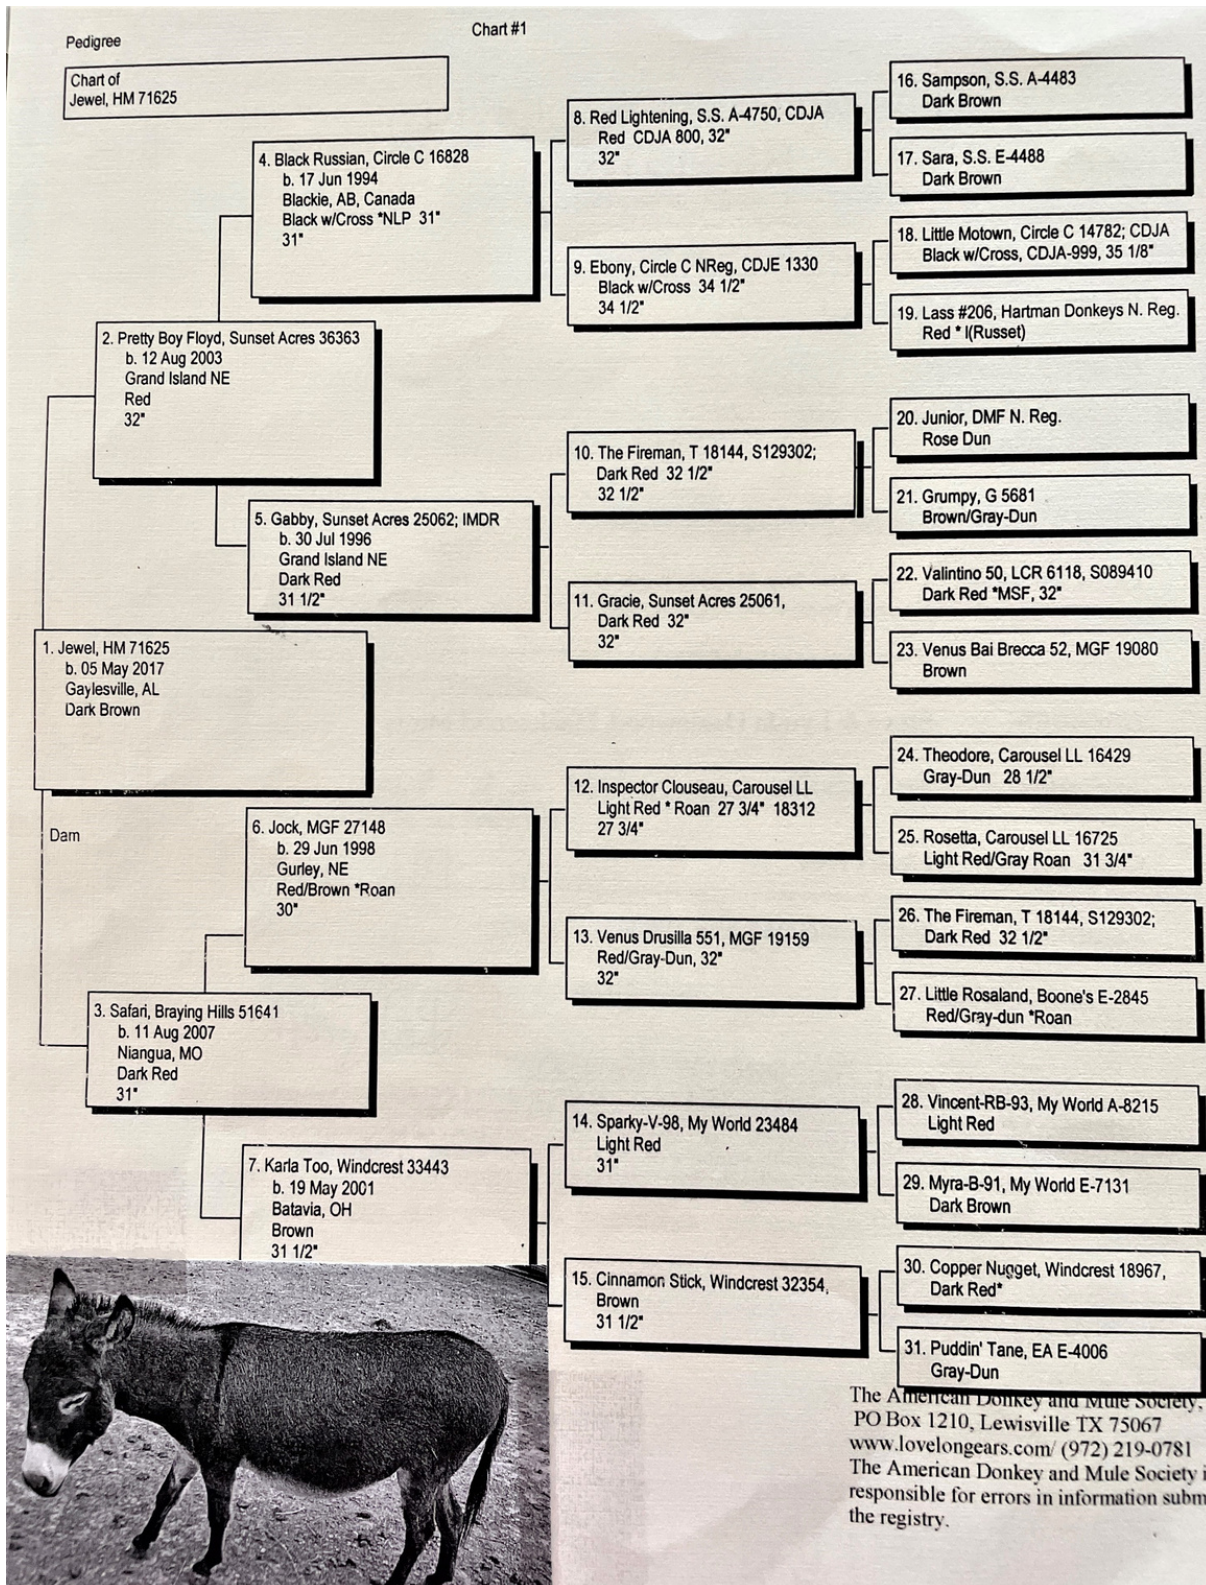 Chart #1
Pedigree
Chart of
Jewel, HM 71625
1. Jewel, HM 71625
b. 05 May 2017
Gaylesville, AL
Dark Brown
Dam
2. Pretty Boy Floyd, Sunset Acres 36363
b. 12 Aug 2003
Grand Island NE
Red
32"
3. Safari, Braying Hills 51641
b. 11 Aug 2007
Niangua, MO
Dark Red
31"
4. Black Russian, Circle C 16828
b. 17 Jun 1994
Blackie, AB, Canada
Black w/Cross *NLP 31"
31"
5. Gabby, Sunset Acres 25062; IMDR
b. 30 Jul 1996
Grand Island NE
Dark Red
31 1/2"
6. Jock, MGF 27148
b. 29 Jun 1998
Gurley, NE
Red/Brown *Roan
30"
7. Karla Too, Windcrest 33443
b. 19 May 2001
Batavia, OH
Brown
31 1/2"
8. Red Lightening, S.S. A-4750, CDJA
Red CDJA 800, 32"
32"
9. Ebony, Circle C NReg, CDJE 1330
Black w/Cross 34 1/2"
34 1/2"
10. The Fireman, T 18144, S129302;
Dark Red 32 1/2"
32 1/2"
11. Gracie, Sunset Acres 25061,
Dark Red 32"
32"
12. Inspector Clouseau, Carousel LL
Light Red * Roan 27 3/4" 18312
27 3/4"
13. Venus Drusilla 551, MGF 19159
Red/Gray-Dun, 32"
32"
14. Sparky-V-98, My World 23484
Light Red
31"
15. Cinnamon Stick, Windcrest 32354,
Brown
31 1/2"
16. Sampson, S.S. A-4483
Dark Brown
17. Sara, S.S. E-4488
Dark Brown
18. Little Motown, Circle C 14782; CDJA
Black w/Cross, CDJA-999, 35 1/8"
19. Lass #206, Hartman Donkeys N. Reg.
Red * I(Russet)
20. Junior, DMF N. Reg.
Rose Dun
21. Grumpy, G 5681
Brown/Gray-Dun
22. Valintino 50, LCR 6118, S089410
Dark Red *MSF, 32"
23. Venus Bai Brecca 52, MGF 19080
Brown
24. Theodore, Carousel LL 16429
Gray-Dun 28 1/2"
25. Rosetta, Carousel LL 16725
Light Red/Gray Roan 31 3/4"
26. The Fireman, T 18144, S129302;
Dark Red 32 1/2"
27. Little Rosaland, Boone's E-2845
Red/Gray-dun *Roan
28. Vincent-RB-93, My World A-8215
Light Red
29. Myra-B-91, My World E-7131
Dark Brown
30. Copper Nugget, Windcrest 18967,
Dark Red*
31. Puddin' Tane, EA E-4006
Gray-Dun
The American Donkey and Mule Society,
PO Box 1210, Lewisville TX 75067
www.lovelongears.com/ (972) 219-0781
The American Donkey and Mule Society i
responsible for errors in information subm
the registry.